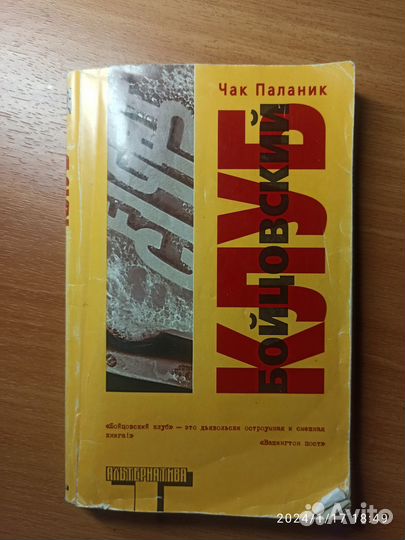 Чак Паланик
БОЙЦОВСКИЙ
КЛУБ
«Бойцовский клуб» — это дьявольски остроумная и смешная
книга!»
«Вашингтон пост»
АЛЬТЕРНАТИВА
2024/1/17 18:49
Avito